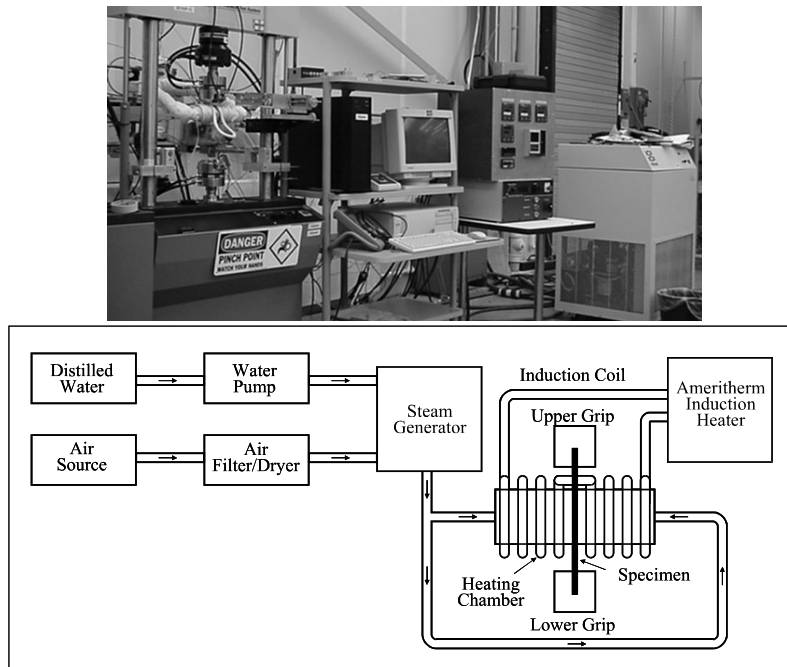 DANGER
PINCH POINT
WATCH YOUR HANDS
Distilled
Water
Water
Pump
Steam
Generator
Air
Source
Air
Filter/Dryer
Induction Coil
Ameritherm
Induction
Heater
Upper Grip
Heating
Chamber
Specimen
Lower Grip